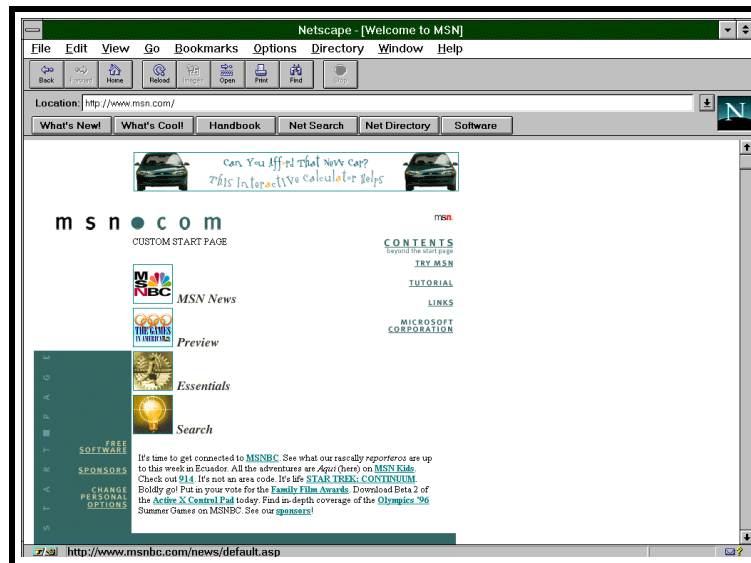 Netscape - [Welcome to MSN]
File Edit View Go Bookmarks Options Directory Window Help
Back Forward Home Reload Images Open Print Find Stop
Location: http://www.msn.com/
N
What's New! What's Cool! Handbook Net Search Net Directory Software
Can You Afford That New Car?
This Interactive Calculator Helps
msn com
msn.
CUSTOM START PAGE
CONTENTS
beyond the start page
TRY MSN
TUTORIAL
LINKS
MICROSOFT
CORPORATION
MSNBC
MSN News
THE GAMES
IN AMERICA
Preview
Essentials
Search
START PAGE
FREE
SOFTWARE
SPONSORS
CHANGE
PERSONAL
OPTIONS
It's time to get connected to MSNBC. See what our rascally reporteros are up
to this week in Ecuador. All the adventures are Aqui (here) on MSN Kids.
Check out 914. It's not an area code. It's life STAR TREK: CONTINUUM.
Boldly go! Put in your vote for the Family Film Awards. Download Beta 2 of
the Active X Control Pad today. Find in-depth coverage of the Olympics '96
Summer Games on MSNBC. See our sponsors!
http://www.msnbc.com/news/default.asp